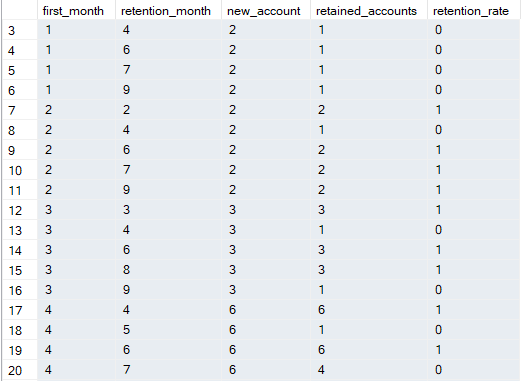 first_month retention_month new_account retained_accounts retention_rate
3 1 4 2 1 0
4 1 6 2 1 0
5 1 7 2 1 0
6 1 9 2 1 0
7 2 2 2 2 1
8 2 4 2 1 0
9 2 6 2 2 1
10 2 7 2 2 1
11 2 9 2 2 1
12 3 3 3 3 1
13 3 4 3 1 0
14 3 6 3 3 1
15 3 8 3 3 1
16 3 9 3 1 0
17 4 4 6 6 1
18 4 5 6 1 0
19 4 6 6 6 1
20 4 7 6 4 0